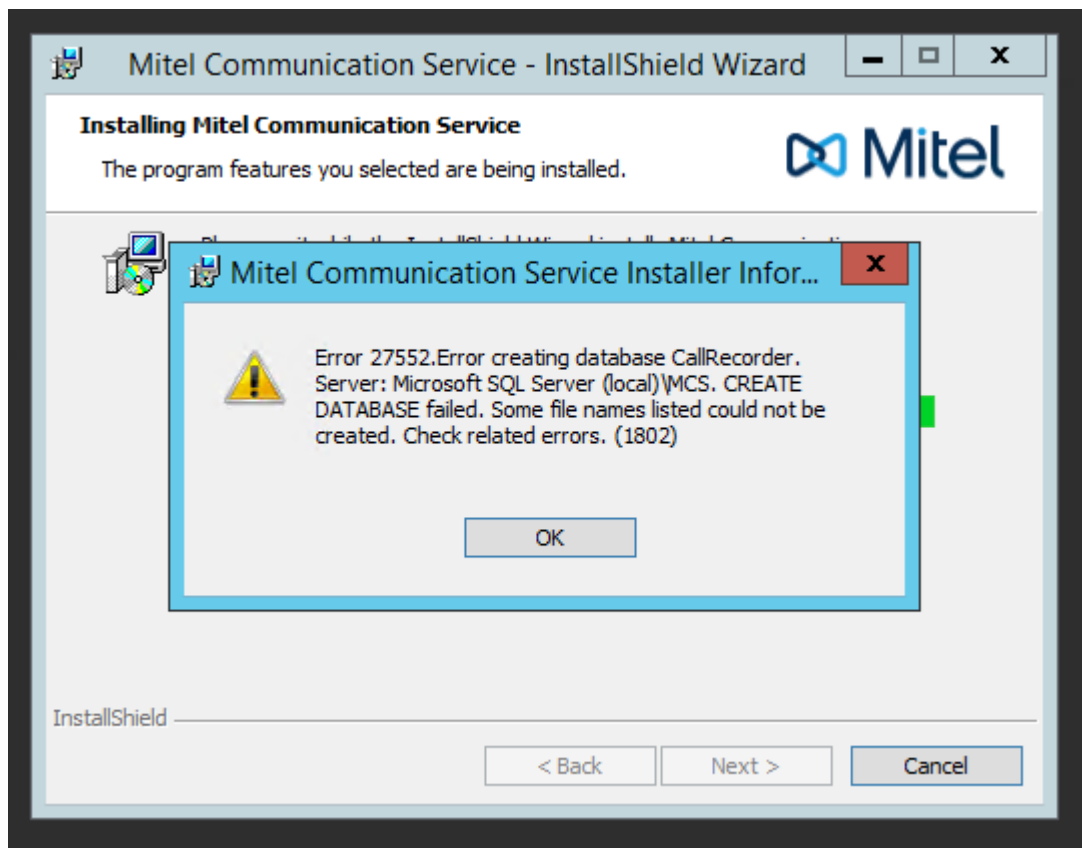 Mitel Communication Service - InstallShield Wizard
Installing Mitel Communication Service
The program features you selected are being installed.
Mitel
Mitel Communication Service Installer Infor...
Error 27552.Error creating database CallRecorder.
Server: Microsoft SQL Server (local)\MCS. CREATE
DATABASE failed. Some file names listed could not be
created. Check related errors. (1802)
OK
InstallShield
< Back
Next >
Cancel